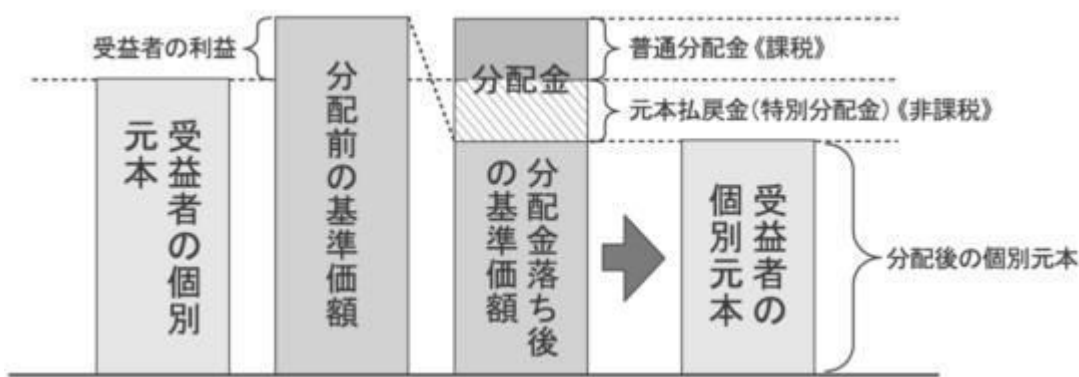 受益者の利益
受益者の個別
元本
分配前の基準価額
分配金
普通分配金《課税》
元本払戻金(特別分配金)《非課税》
分配金落ち後
の基準価額
受益者の
個別元本
分配後の個別元本